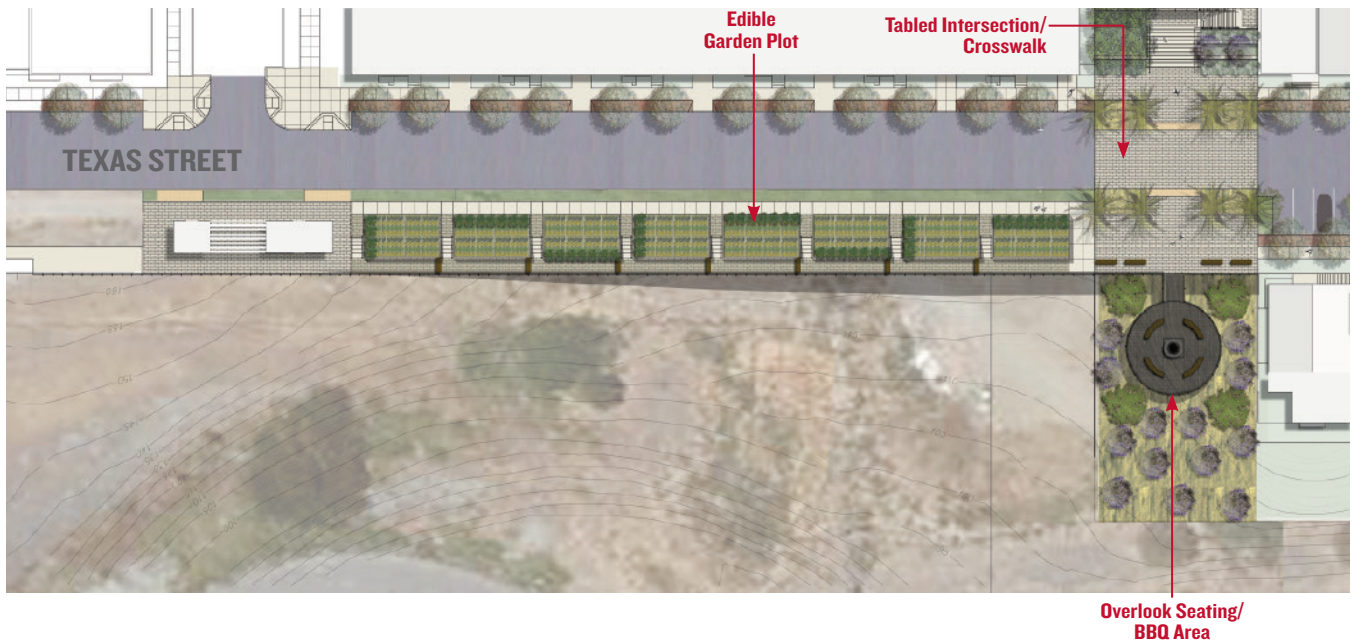 Edible
Garden Plot
Tabled Intersection/
Crosswalk
TEXAS STREET
Overlook Seating/
BBQ Area